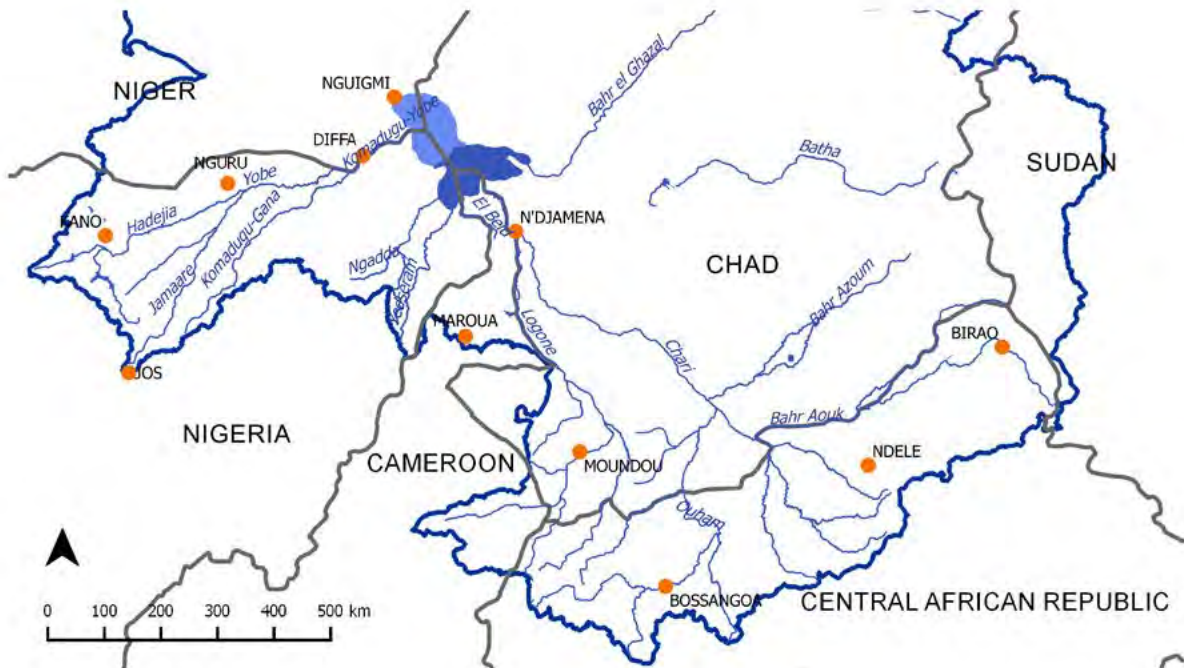 NIGER
NGUIGMI
Bahr el Ghazal
DIFFA
Komadugu-Yobe
NGURU
Yobe
Batha
SUDAN
KANO
Hadejia
Jamaare
Komadugu-Gana
Ngadda
El Beid
N'DJAMENA
CHAD
Bahr Azoum
MAROUA
Logone
Chari
BIRAO
JOS
NIGERIA
CAMEROON
MOUNDOU
Bahr Aouk
NDELE
Ouham
BOSSANGOA
CENTRAL AFRICAN REPUBLIC
0 100 200 300 400 500 km